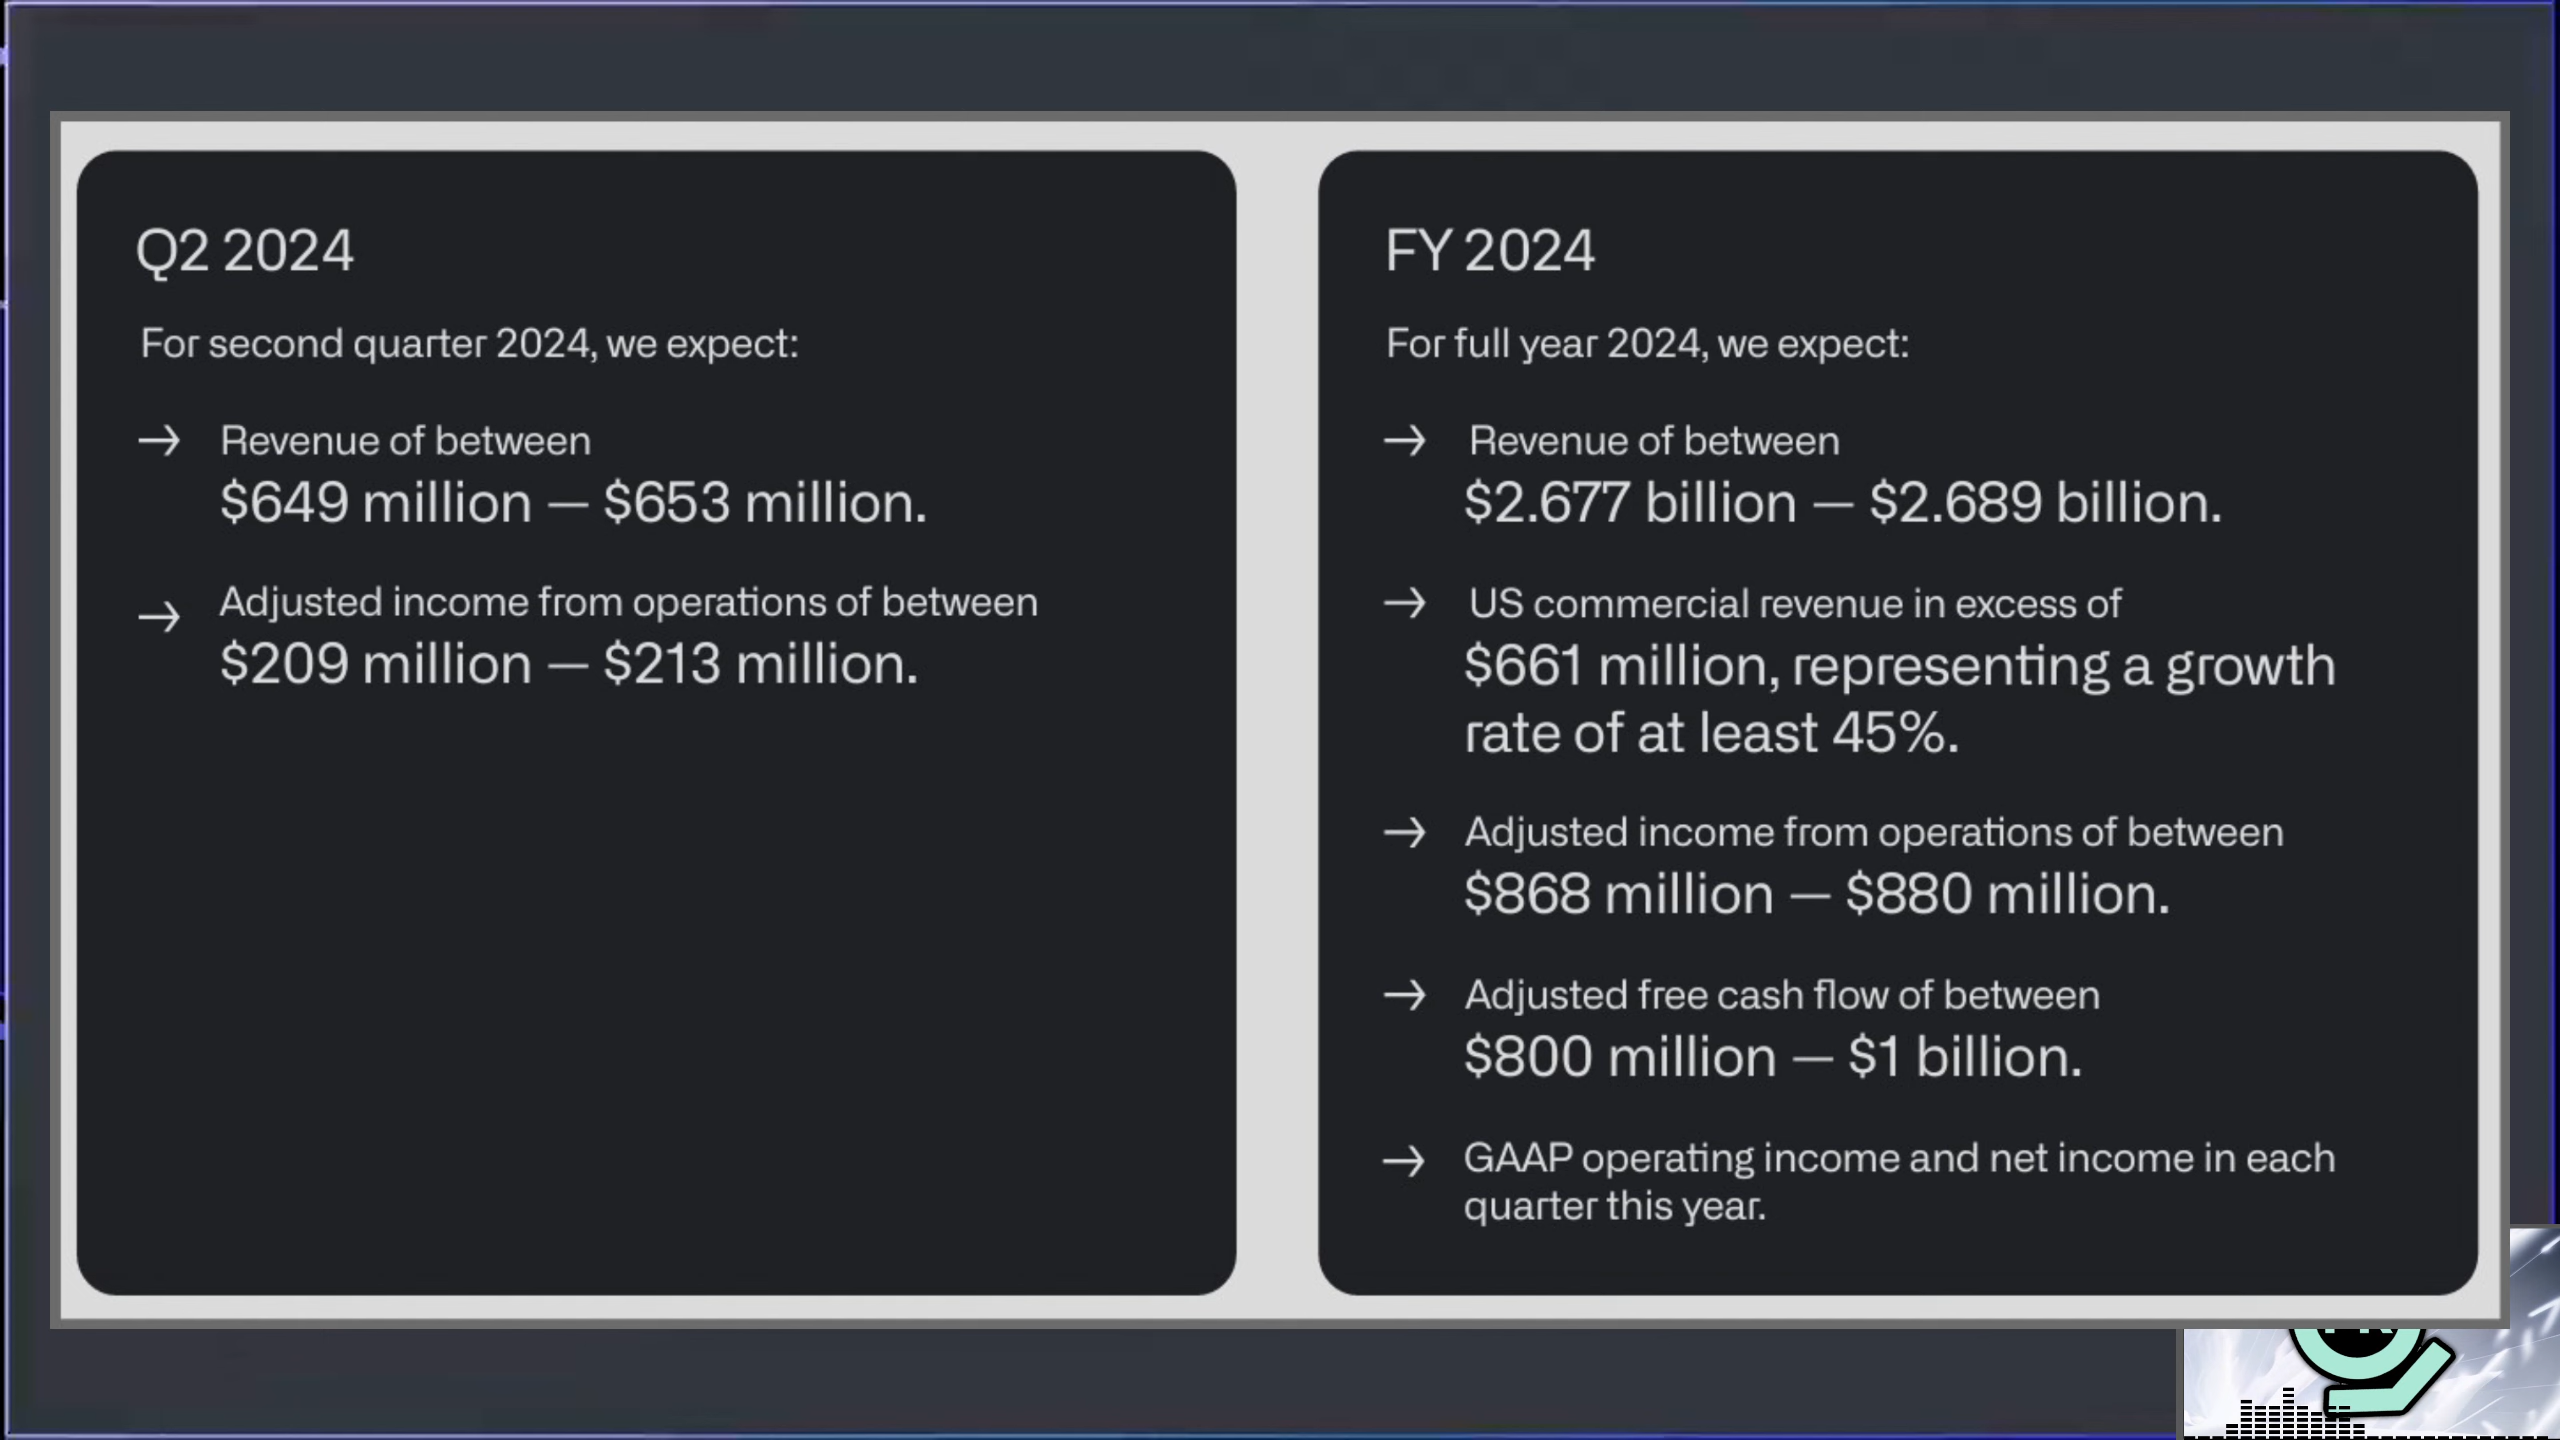 Q2 2024
For second quarter 2024, we expect:
→ Revenue of between
$649 million — $653 million.
→ Adjusted income from operations of between
$209 million — $213 million.
FY 2024
For full year 2024, we expect:
→ Revenue of between
$2.677 billion — $2.689 billion.
→ US commercial revenue in excess of
$661 million, representing a growth
rate of at least 45%.
→ Adjusted income from operations of between
$868 million — $880 million.
→ Adjusted free cash flow of between
$800 million — $1 billion.
→ GAAP operating income and net income in each
quarter this year.